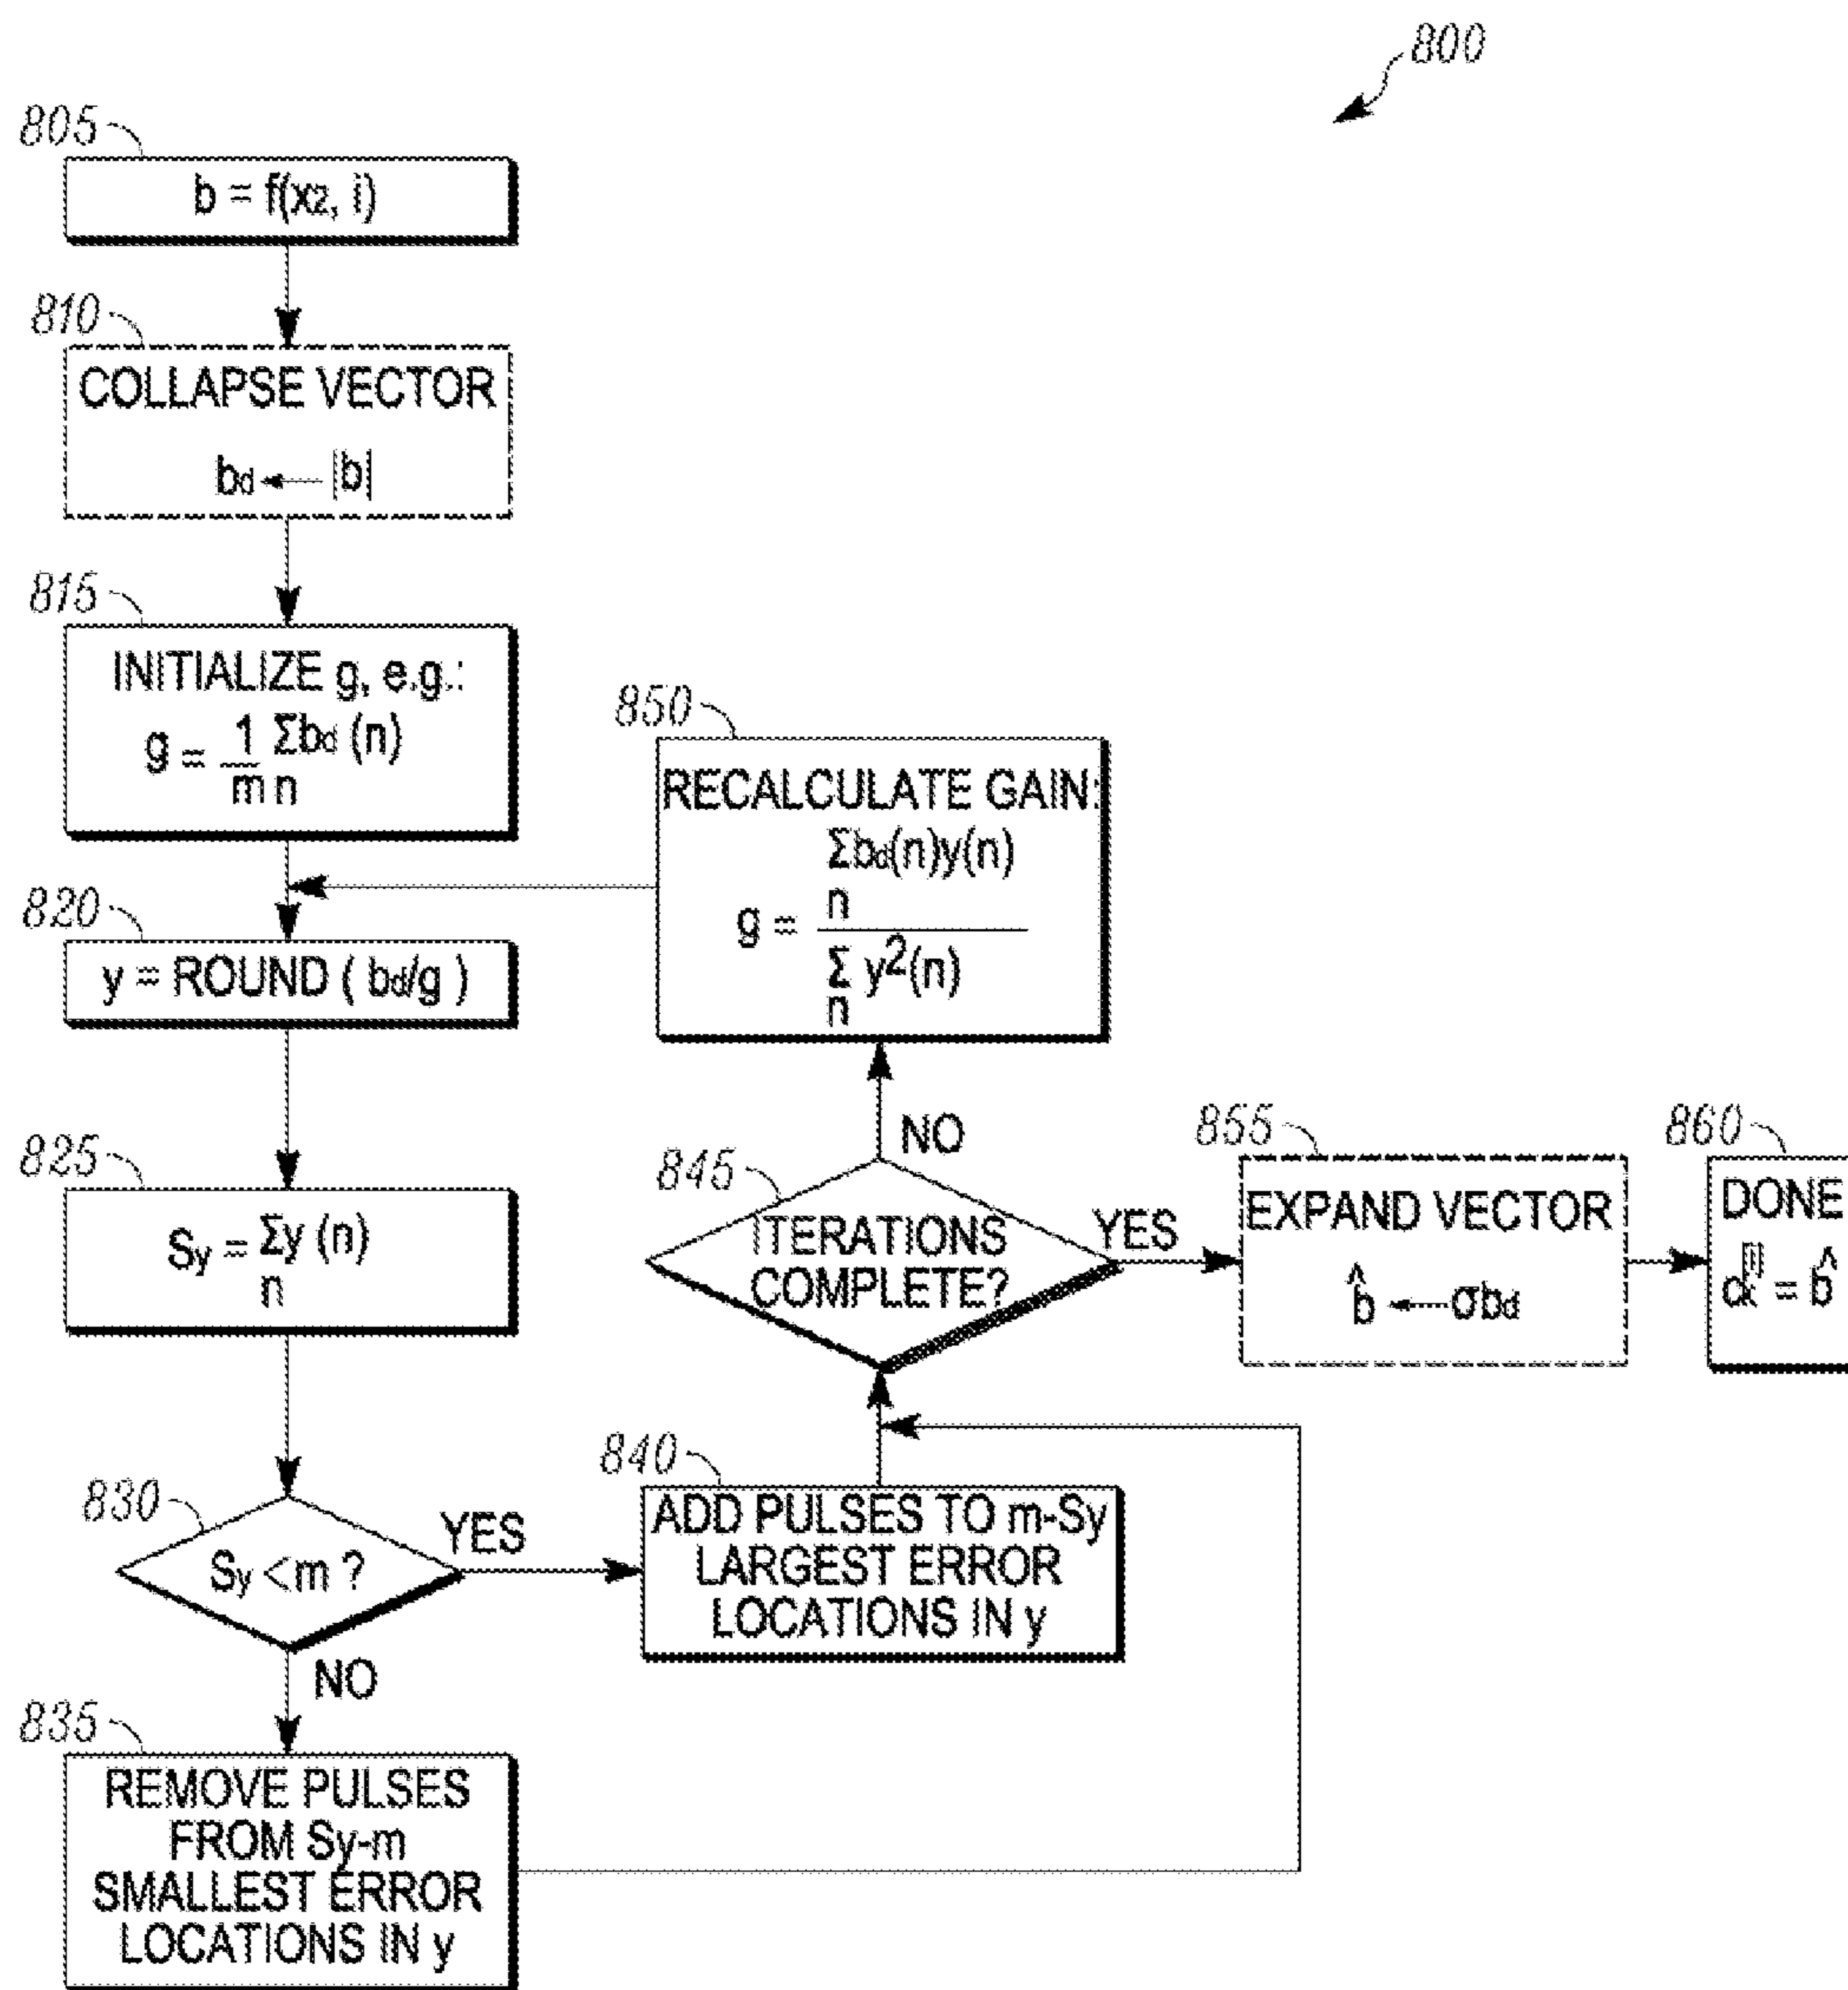 800
805
b = f(x2, i)
810
COLLAPSE VECTOR
bd ← |b|
815
INITIALIZE g, e.g.:
g = 1/m Σ bd (n)
n
850
RECALCULATE GAIN:
Σbd(n)y(n)
n
g =
Σ y²(n)
n
820
y = ROUND ( bd/g )
825
Sy = Σy (n)
n
NO
845
ITERATIONS
COMPLETE?
YES
855
EXPAND VECTOR
b̂ ← σbd
860
DONE
= b̂
830
Sy < m ?
YES
840
ADD PULSES TO m-Sy
LARGEST ERROR
LOCATIONS IN y
NO
835
REMOVE PULSES
FROM Sy-m
SMALLEST ERROR
LOCATIONS IN y